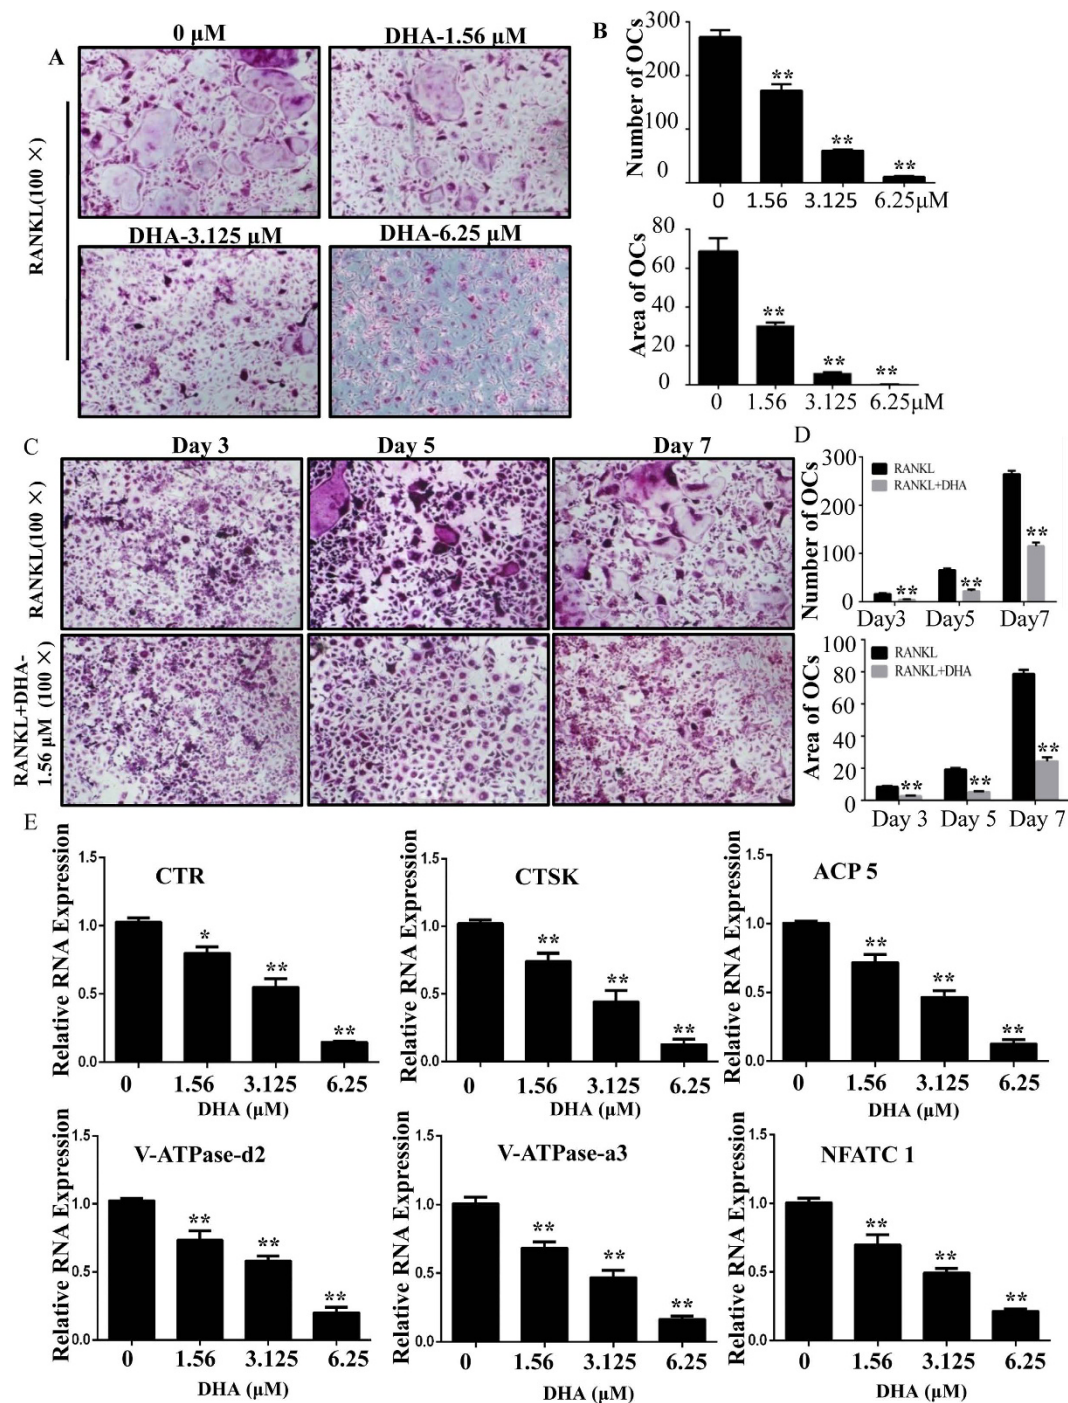 A
0 μM
DHA-1.56 μM
RANKL(100 ×)
DHA-3.125 μM
DHA-6.25 μM
B
Number of OCs
300
200
100
0
0
1.56
3.125
6.25μM
**
**
**
Area of OCs
80
60
40
20
0
0
1.56
3.125
6.25μM
**
**
**
C
Day 3
Day 5
Day 7
RANKL(100 ×)
RANKL+DHA-
1.56 μM (100 ×)
D
Number of OCs
300
200
100
0
RANKL
RANKL+DHA
**
**
**
Day3
Day5
Day7
Area of OCs
80
60
40
20
0
RANKL
RANKL+DHA
**
**
**
Day 3
Day 5
Day 7
E
Relative RNA Expression
1.5
1.0
0.5
0.0
CTR
*
**
**
0
1.56
3.125
6.25
DHA (μM)
Relative RNA Expression
1.5
1.0
0.5
0.0
CTSK
**
**
**
0
1.56
3.125
6.25
DHA (μM)
Relative RNA Expression
1.5
1.0
0.5
0.0
ACP 5
**
**
**
0
1.56
3.125
6.25
DHA (μM)
Relative RNA Expression
1.5
1.0
0.5
0.0
V-ATPase-d2
**
**
**
0
1.56
3.125
6.25
DHA (μM)
Relative RNA Expression
1.5
1.0
0.5
0.0
V-ATPase-a3
**
**
**
0
1.56
3.125
6.25
DHA (μM)
Relative RNA Expression
1.5
1.0
0.5
0.0
NFATC 1
**
**
**
0
1.56
3.125
6.25
DHA (μM)